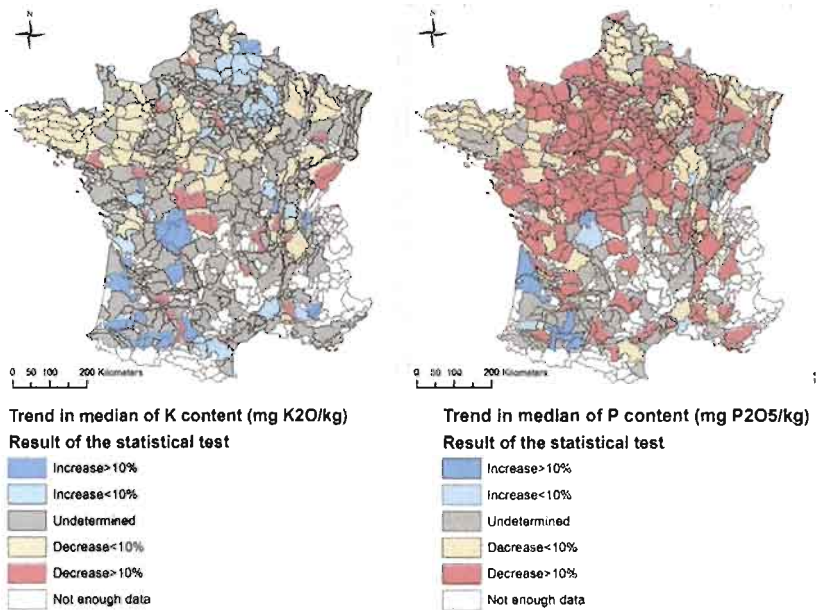 N
N
0 50 100 200 Kilometers
0 50 100 200 Kilometers
Trend in median of K content (mg K2O/kg)
Result of the statistical test
Increase>10%
Increase<10%
Undetermined
Decrease<10%
Decrease>10%
Not enough data
Trend in median of P content (mg P2O5/kg)
Result of the statistical test
Increase>10%
Increase<10%
Undetermined
Decrease<10%
Decrease>10%
Not enough data